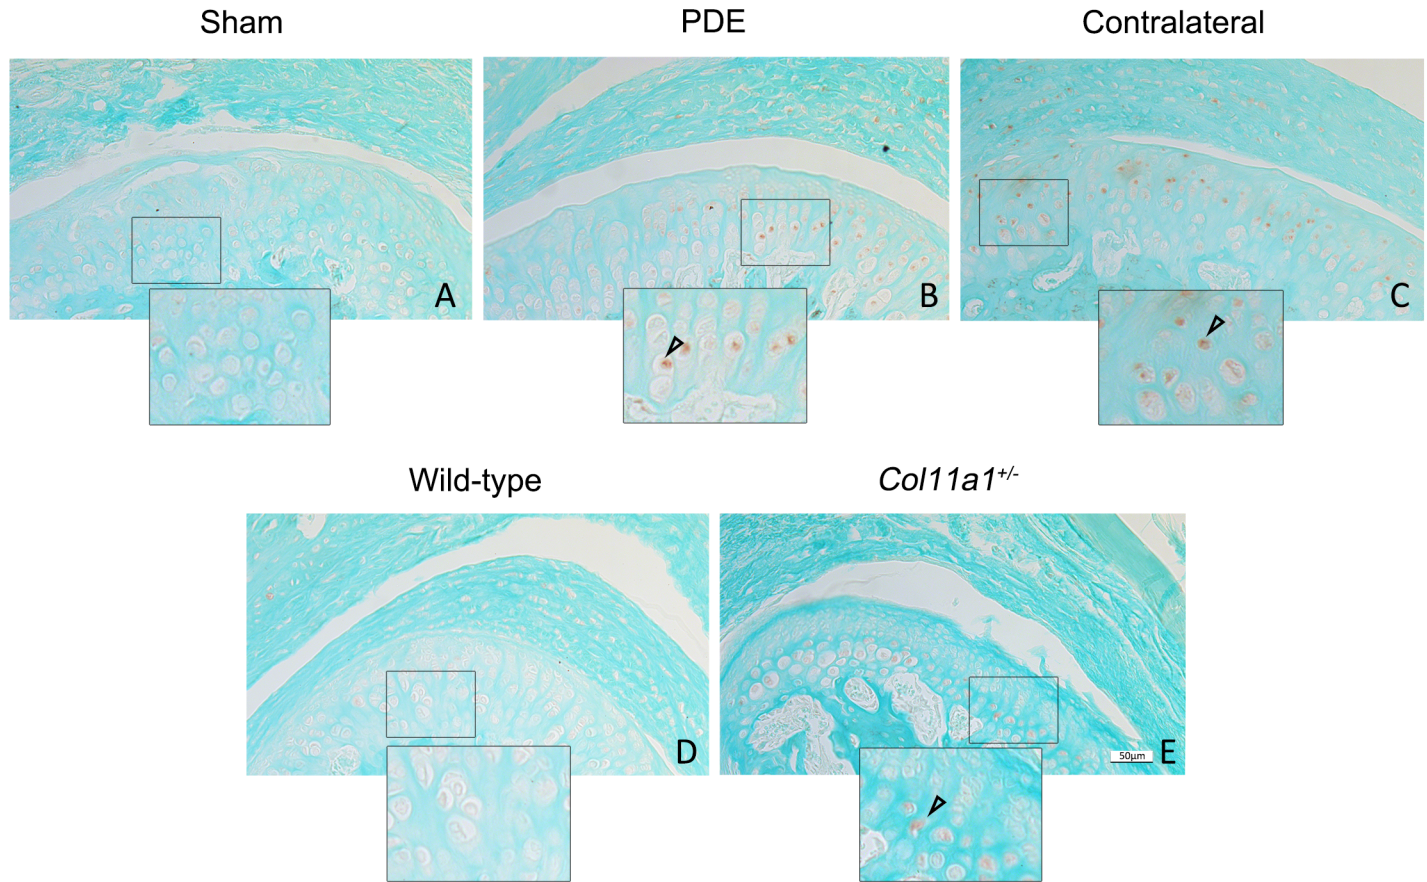 Sham
PDE
Contralateral
A
B
C
Wild-type
Col11a1+/-
D
50µm
E